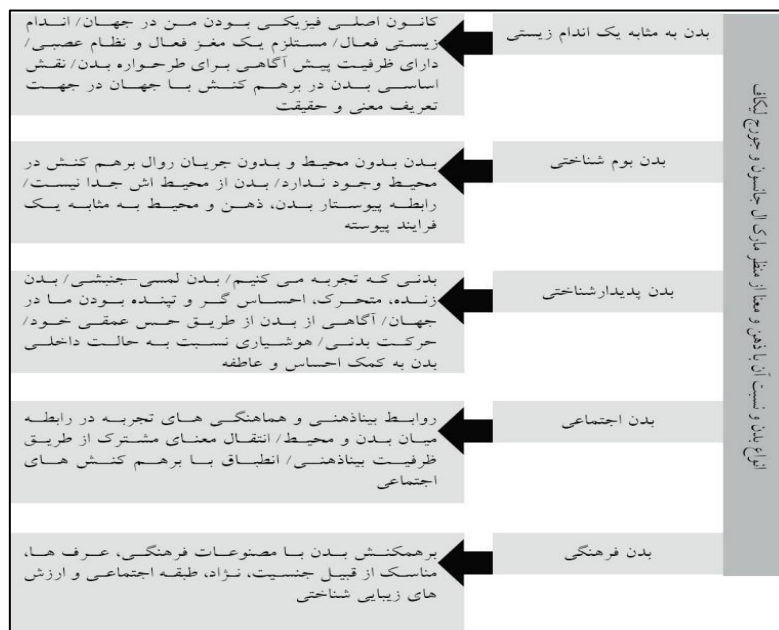 انواع بدن و نسبت آن با ذهن و معنا از منظر مارک ال جانسون و جورج لیکاف
بدن به مثابه یک اندام زیستی
کانون اصلی فیزیکی بودن من در جهان/ اندام
زیستی فعال/ مستلزم یک مغز فعال و نظام عصبی/
دارای ظرفیت پیش آگاهی برای طرحواره بدن/ نقش
اساسی بدن در برهم کنش با جهان در جهت
تعریف معنی و حقیقت
بدن بوم شناختی
بدن بدون محیط و بدون جریان روال برهم کنش در
محیط وجود ندارد/ بدن از محیط اش جدا نیست/
رابطه پیوستار بدن، ذهن و محیط به مثابه یک
فرایند پیوسته
بدن پدیدارشناختی
بدنی که تجربه می کنیم/ بدن لمسی-جنبشی/ بدن
زنده، متحرک، احساس گر و تپنده بودن ما در
جهان/ آگاهی از بدن از طریق حس عمقی خود/
حرکت بدنی/ هوشیاری نسبت به حالت داخلی
بدن به کمک احساس و عاطفه
بدن اجتماعی
روابط بیناذهنی و هماهنگی های تجربه در رابطه
میان بدن و محیط/ انتقال معنای مشترک از طریق
ظرفیت بیناذهنی/ انطباق با برهم کنش های
اجتماعی
بدن فرهنگی
برهمکنش بدن با مصنوعات فرهنگی، عرف ها،
مناسک از قبیل جنسیت، نژاد، طبقه اجتماعی و ارزش
های زیبایی شناختی